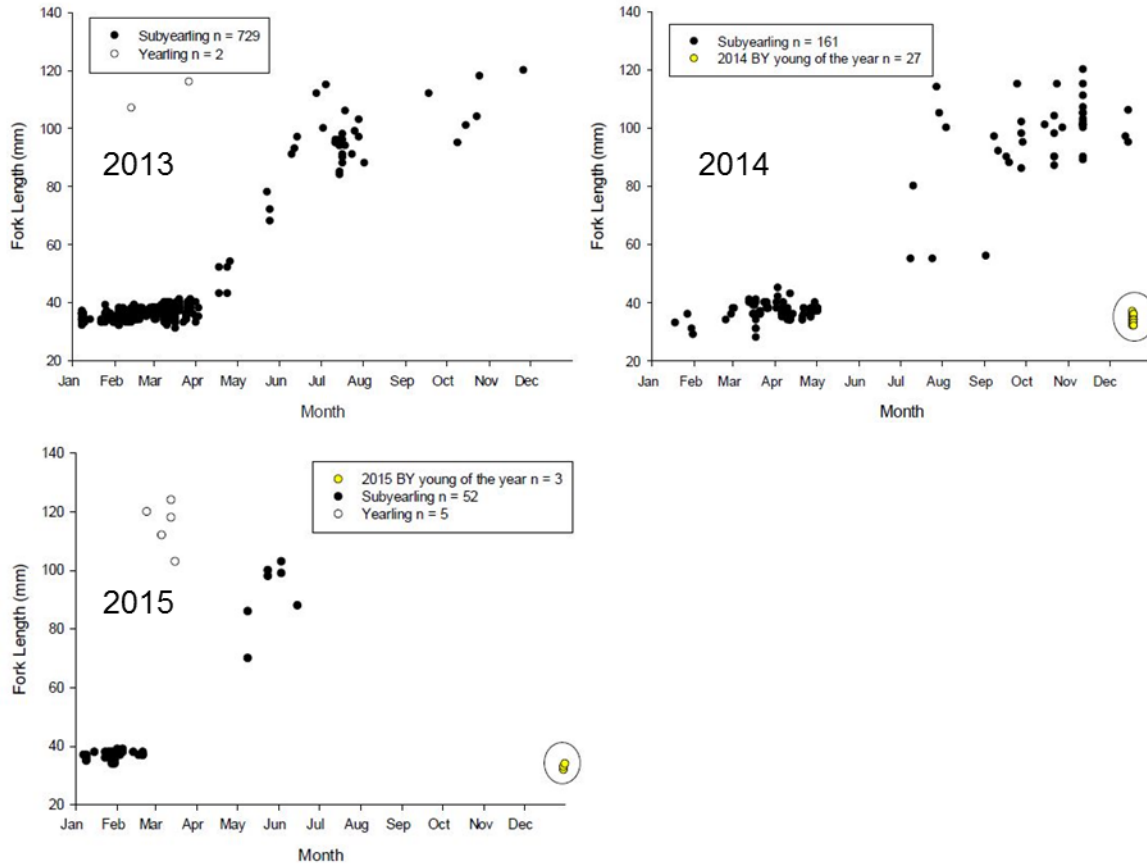 140
120
100
80
60
40
20
Fork Length (mm)
Subyearling n = 729
Yearling n = 2
2013
Jan Feb Mar Apr May Jun Jul Aug Sep Oct Nov Dec
Month
140
120
100
80
60
40
20
Fork Length (mm)
Subyearling n = 161
2014 BY young of the year n = 27
2014
Jan Feb Mar Apr May Jun Jul Aug Sep Oct Nov Dec
Month
140
120
100
80
60
40
20
Fork Length (mm)
2015 BY young of the year n = 3
Subyearling n = 52
Yearling n = 5
2015
Jan Feb Mar Apr May Jun Jul Aug Sep Oct Nov Dec
Month